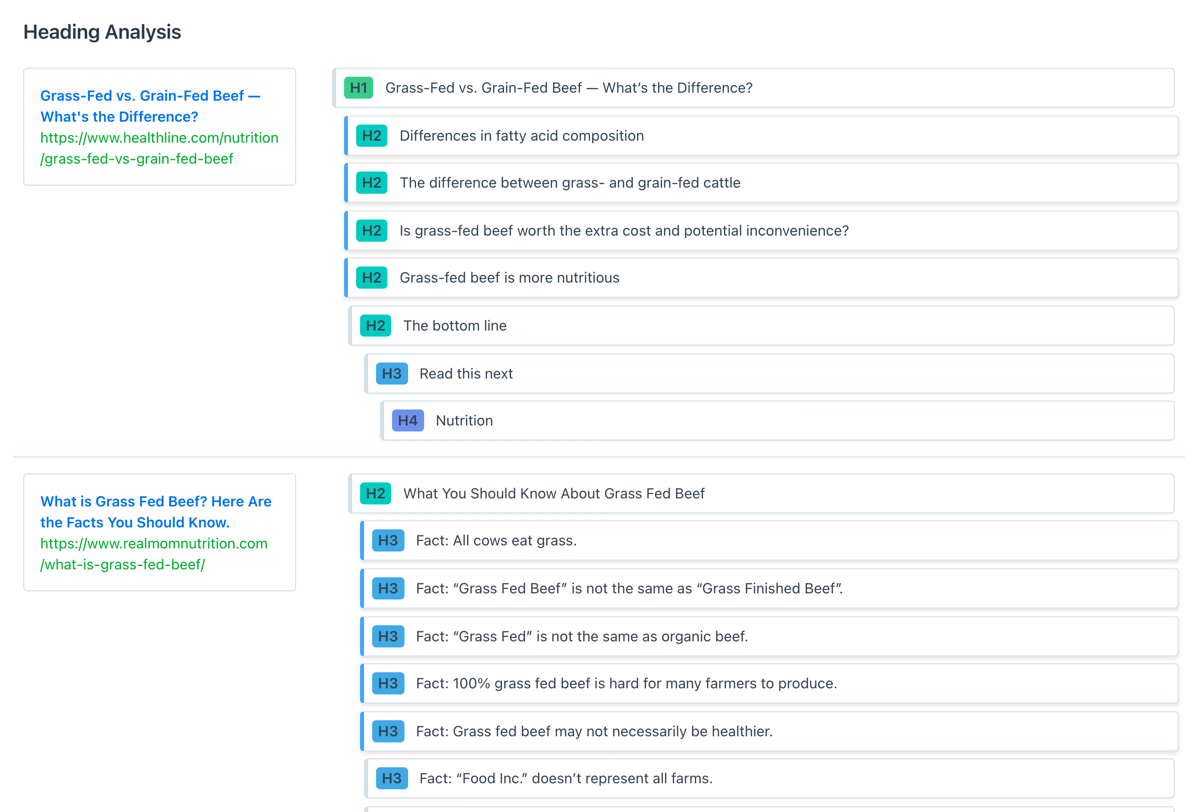 Heading Analysis
Grass-Fed vs. Grain-Fed Beef —
What's the Difference?
https://www.healthline.com/nutrition
/grass-fed-vs-grain-fed-beef
H1 Grass-Fed vs. Grain-Fed Beef — What’s the Difference?
H2 Differences in fatty acid composition
H2 The difference between grass- and grain-fed cattle
H2 Is grass-fed beef worth the extra cost and potential inconvenience?
H2 Grass-fed beef is more nutritious
H2 The bottom line
H3 Read this next
H4 Nutrition
What is Grass Fed Beef? Here Are
the Facts You Should Know.
https://www.realmomnutrition.com
/what-is-grass-fed-beef/
H2 What You Should Know About Grass Fed Beef
H3 Fact: All cows eat grass.
H3 Fact: “Grass Fed Beef” is not the same as “Grass Finished Beef”.
H3 Fact: “Grass Fed” is not the same as organic beef.
H3 Fact: 100% grass fed beef is hard for many farmers to produce.
H3 Fact: Grass fed beef may not necessarily be healthier.
H3 Fact: “Food Inc.” doesn’t represent all farms.